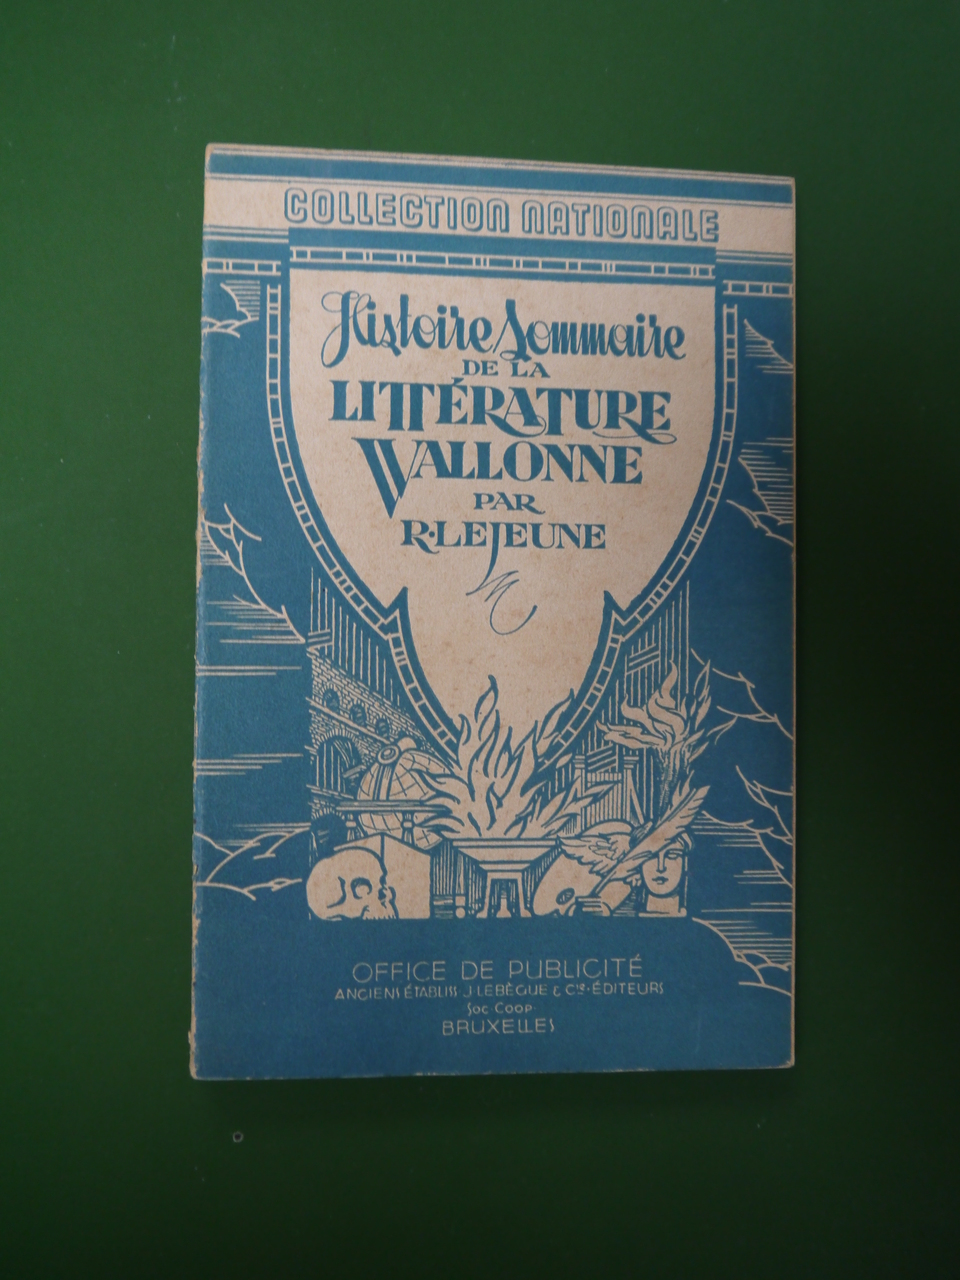 COLLECTION NATIONALE
Histoire Sommaire
DE LA
LITTÉRATURE
WALLONNE
PAR
R·LEJEUNE
OFFICE DE PUBLICITÉ
ANCIENS ÉTABLISS·J·LEBÈGUE & Cie·ÉDITEURS
Soc·Coop·
BRUXELLES